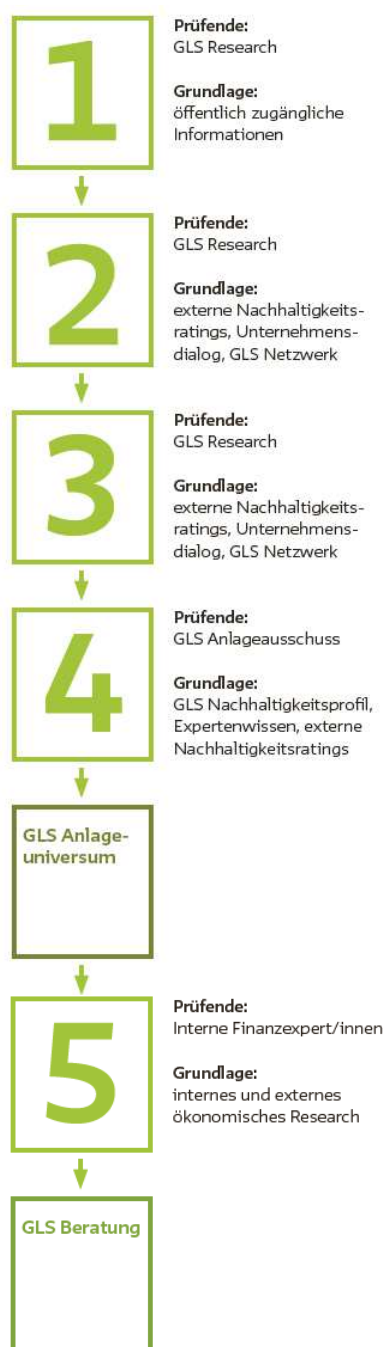 1
Prüfende:
GLS Research
Grundlage:
öffentlich zugängliche
Informationen
2
Prüfende:
GLS Research
Grundlage:
externe Nachhaltigkeits-
ratings, Unternehmens-
dialog, GLS Netzwerk
3
Prüfende:
GLS Research
Grundlage:
externe Nachhaltigkeits-
ratings, Unternehmens-
dialog, GLS Netzwerk
4
Prüfende:
GLS Anlageausschuss
Grundlage:
GLS Nachhaltigkeitsprofil,
Expertenwissen, externe
Nachhaltigkeitsratings
GLS Anlage-
universum
5
Prüfende:
Interne Finanzexpert/innen
Grundlage:
internes und externes
ökonomisches Research
GLS Beratung